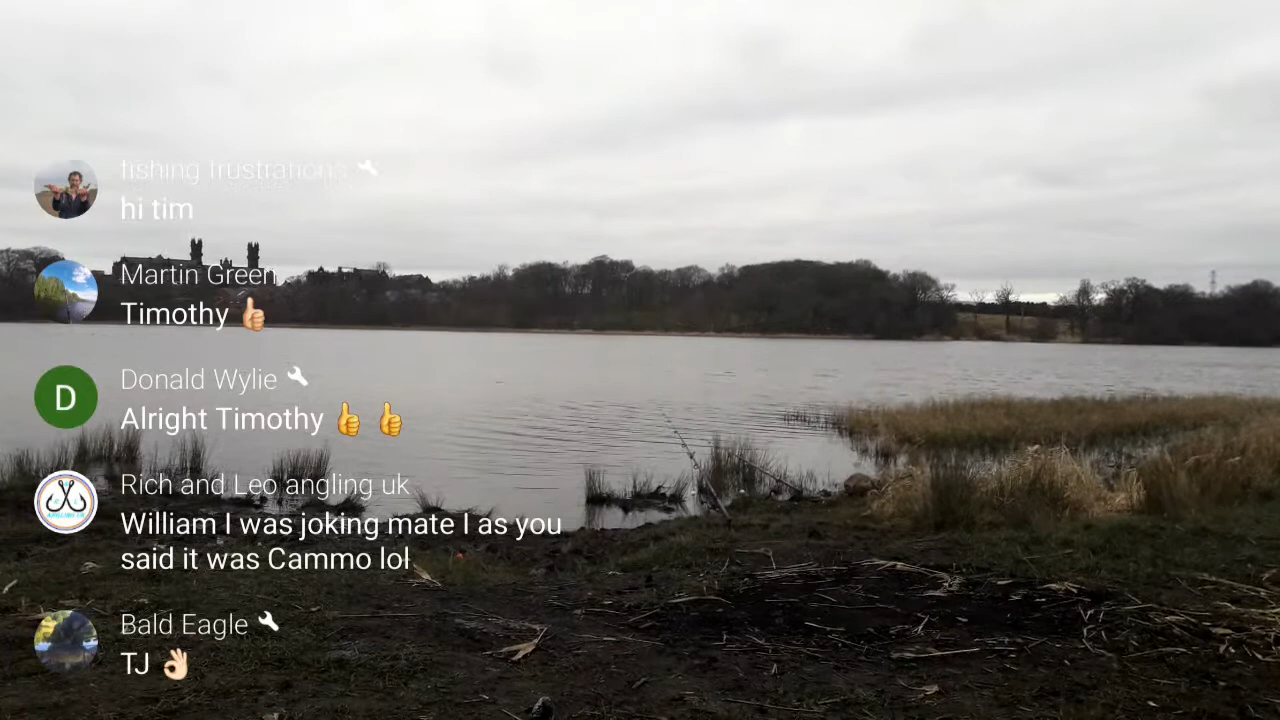 fishing frustrations
hi tim
Martin Green
Timothy 👍🏼
Donald Wylie
Alright Timothy 👍 👍
D
Rich and Leo angling uk
William I was joking mate I as you
said it was Cammo lol
Bald Eagle
TJ 👌🏻